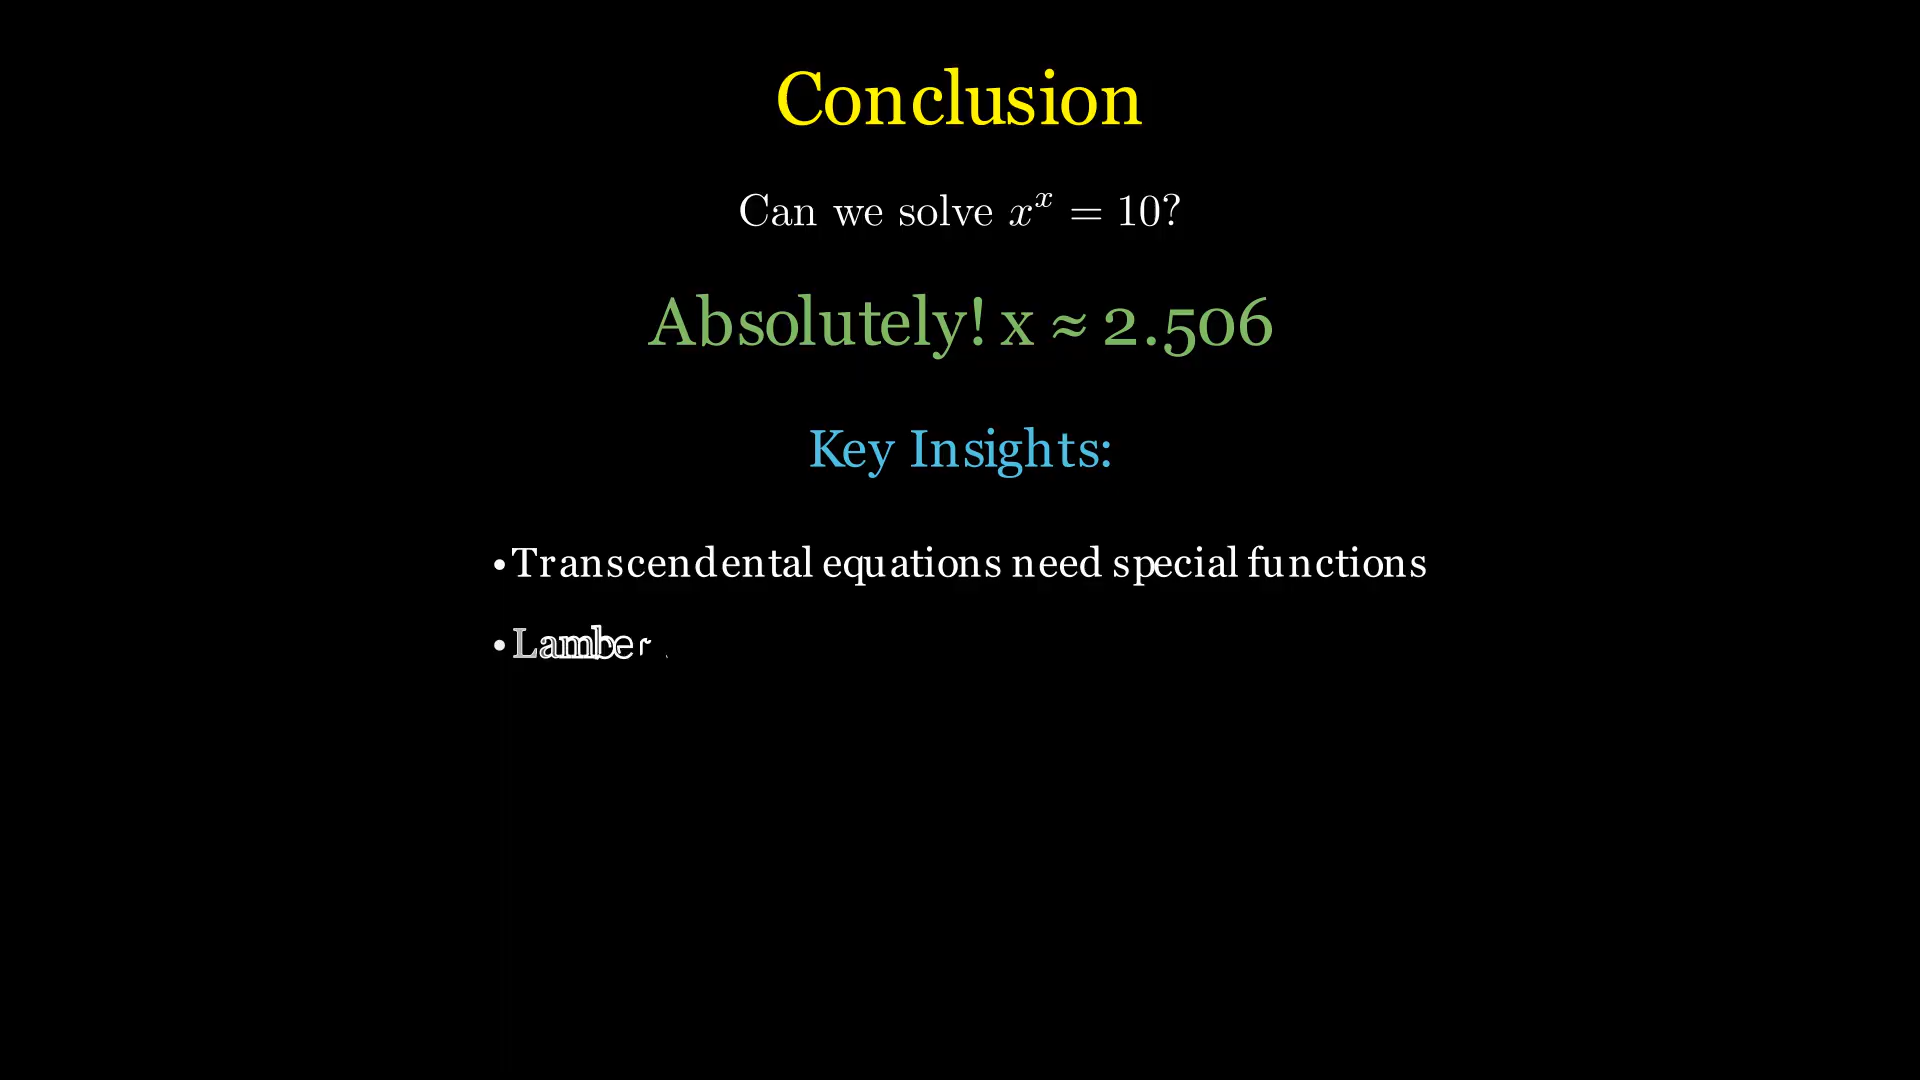 Conclusion
Can we solve x^x = 10?
Absolutely! x ≈ 2.506
Key Insights:
• Transcendental equations need special functions
• Lamber